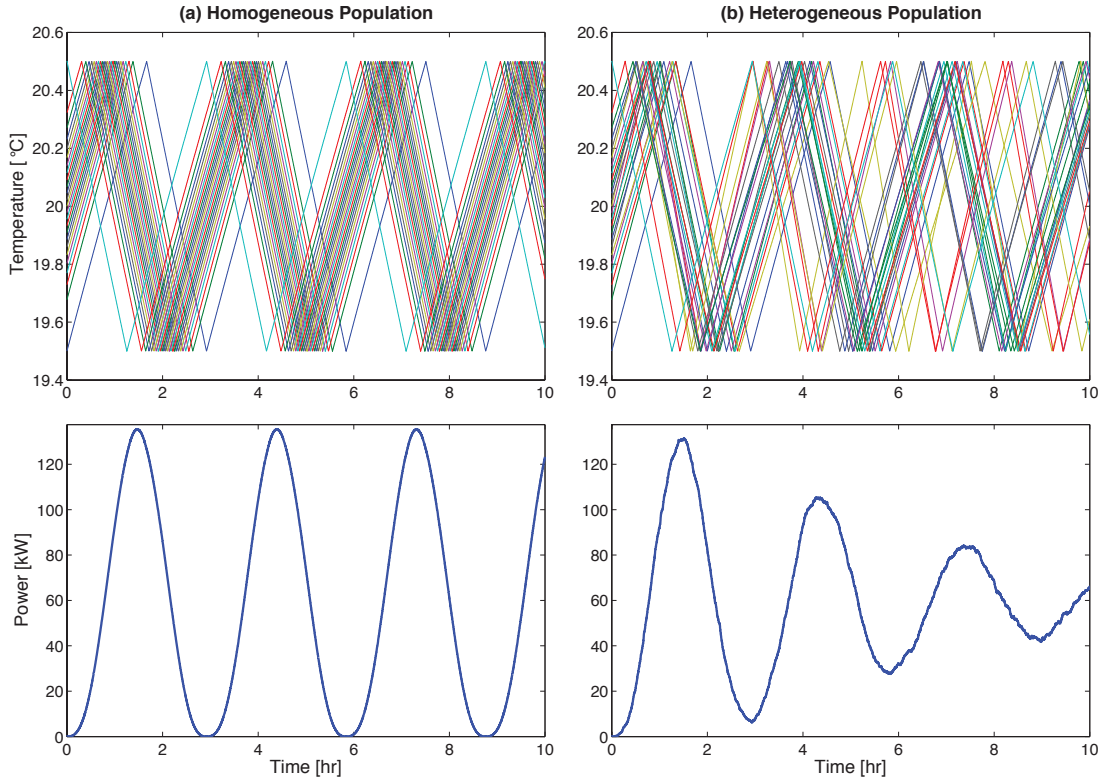 (a) Homogeneous Population
(b) Heterogeneous Population
Temperature [ °C]
20.6
20.4
20.2
20
19.8
19.6
19.4
0 2 4 6 8 10
20.6
20.4
20.2
20
19.8
19.6
19.4
0 2 4 6 8 10
Power [kW]
120
100
80
60
40
20
0
0 2 4 6 8 10
Time [hr]
120
100
80
60
40
20
0
0 2 4 6 8 10
Time [hr]